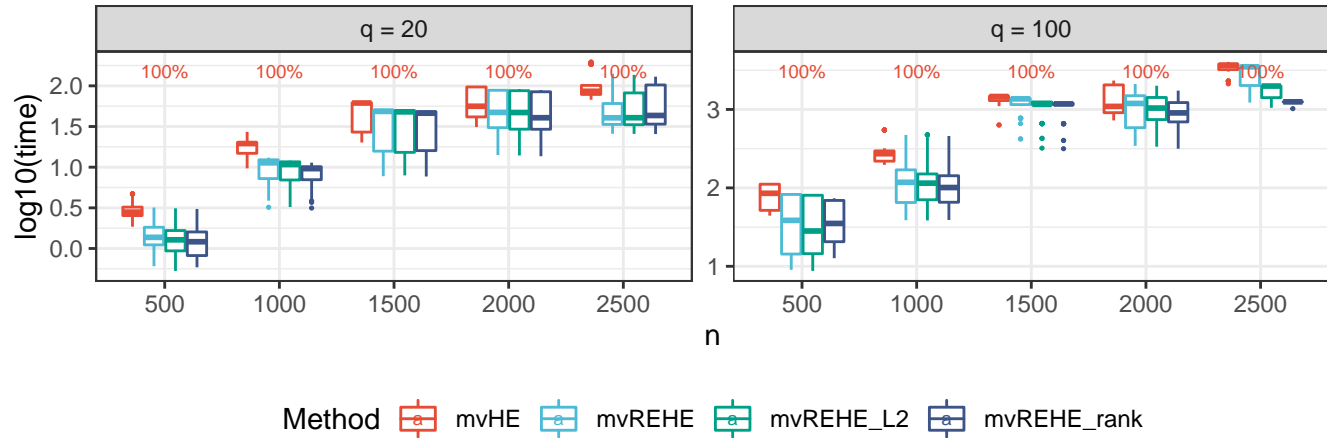 q = 20
q = 100
100% 100% 100% 100% 100%
100% 100% 100% 100% 100%
log10(time)
2.0
1.5
1.0
0.5
0.0
3
2
1
500 1000 1500 2000 2500
500 1000 1500 2000 2500
n
Method a mvHE a mvREHE a mvREHE_L2 a mvREHE_rank